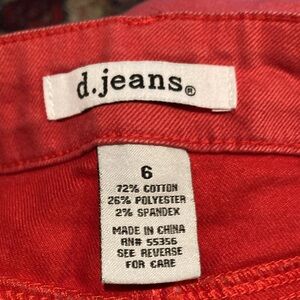 d.jeans®
6
72% COTTON
26% POLYESTER
2% SPANDEX
MADE IN CHINA
RN# 55356
SEE REVERSE
FOR CARE